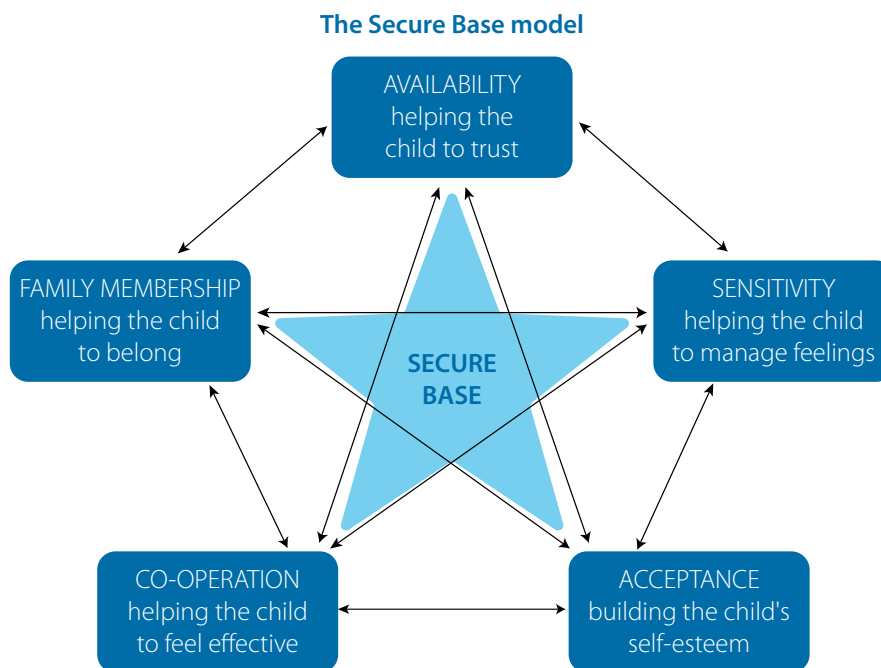 The Secure Base model
AVAILABILITY
helping the
child to trust
FAMILY MEMBERSHIP
helping the child
to belong
SENSITIVITY
helping the child
to manage feelings
SECURE
BASE
CO-OPERATION
helping the child
to feel effective
ACCEPTANCE
building the child's
self-esteem